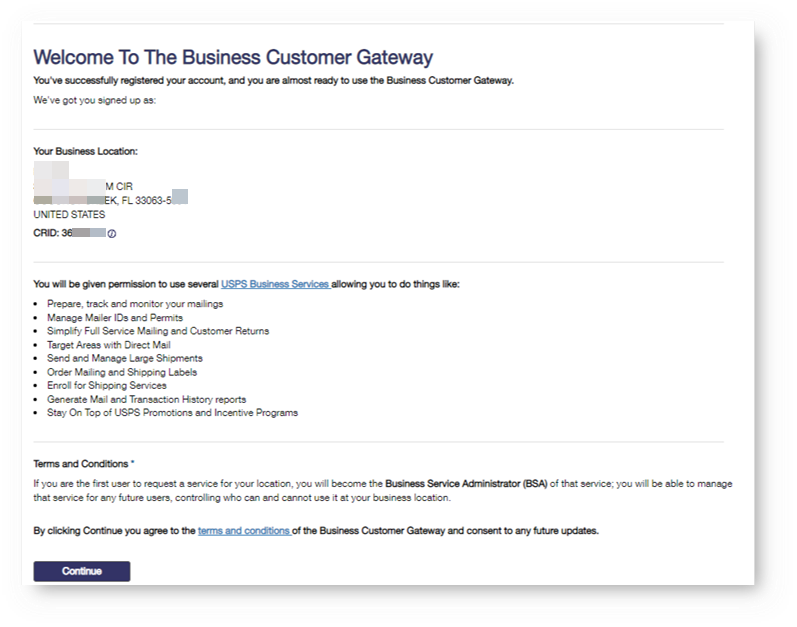 Welcome To The Business Customer Gateway
You've successfully registered your account, and you are almost ready to use the Business Customer Gateway.
We've got you signed up as:
Your Business Location:
M CIR
EK, FL 33063-5
UNITED STATES
CRID: 36
You will be given permission to use several USPS Business Services allowing you to do things like:
• Prepare, track and monitor your mailings
• Manage Mailer IDs and Permits
• Simplify Full Service Mailing and Customer Returns
• Target Areas with Direct Mail
• Send and Manage Large Shipments
• Order Mailing and Shipping Labels
• Enroll for Shipping Services
• Generate Mail and Transaction History reports
• Stay On Top of USPS Promotions and Incentive Programs
Terms and Conditions *
If you are the first user to request a service for your location, you will become the Business Service Administrator (BSA) of that service; you will be able to manage
that service for any future users, controlling who can and cannot use it at your business location.
By clicking Continue you agree to the terms and conditions of the Business Customer Gateway and consent to any future updates.
Continue